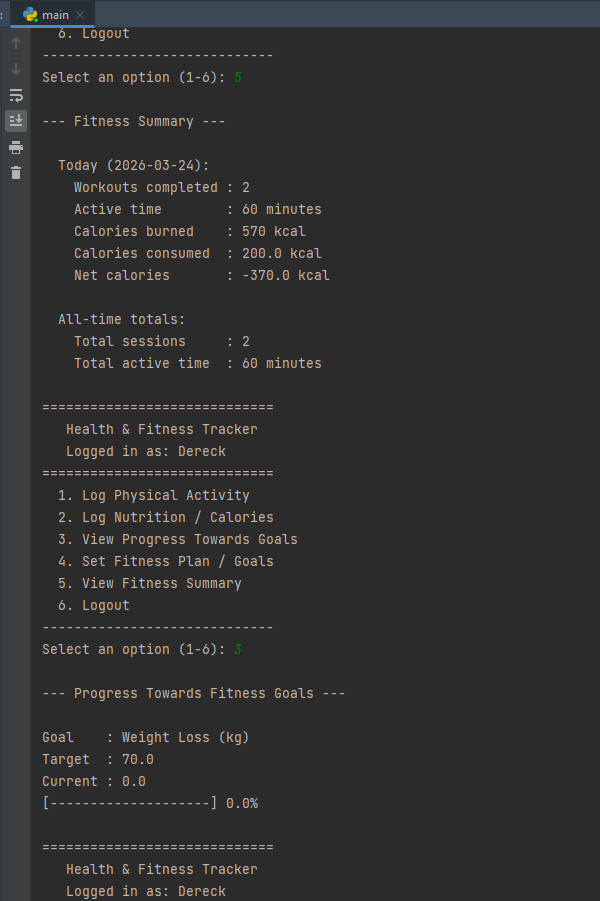 main
  6. Logout
-----------------------------
Select an option (1-6): 5
--- Fitness Summary ---
  Today (2026-03-24):
    Workouts completed : 2
    Active time        : 60 minutes
    Calories burned    : 570 kcal
    Calories consumed  : 200.0 kcal
    Net calories       : -370.0 kcal
  All-time totals:
    Total sessions     : 2
    Total active time  : 60 minutes
=============================
   Health & Fitness Tracker
   Logged in as: Dereck
=============================
  1. Log Physical Activity
  2. Log Nutrition / Calories
  3. View Progress Towards Goals
  4. Set Fitness Plan / Goals
  5. View Fitness Summary
  6. Logout
-----------------------------
Select an option (1-6): 3
--- Progress Towards Fitness Goals ---
Goal    : Weight Loss (kg)
Target  : 70.0
Current : 0.0
[--------------------] 0.0%
=============================
   Health & Fitness Tracker
   Logged in as: Dereck